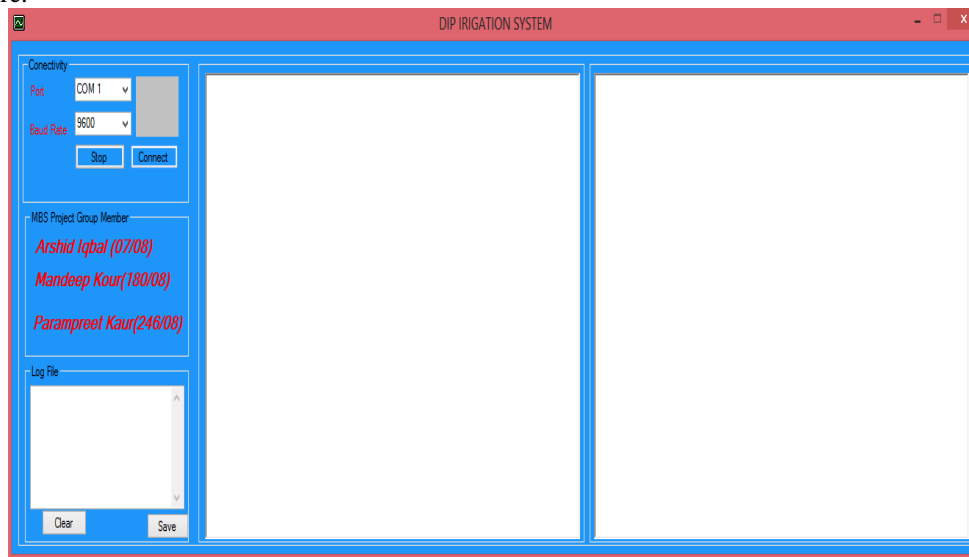 DIP IRIGATION SYSTEM
Conectivity
Port COM 1
Baud Rate 9600
Stop Connect
MBS Project Group Member
Arshid Iqbal (07/08)
Mandeep Kour(180/08)
Parampreet Kaur(246/08)
Log File
Clear Save